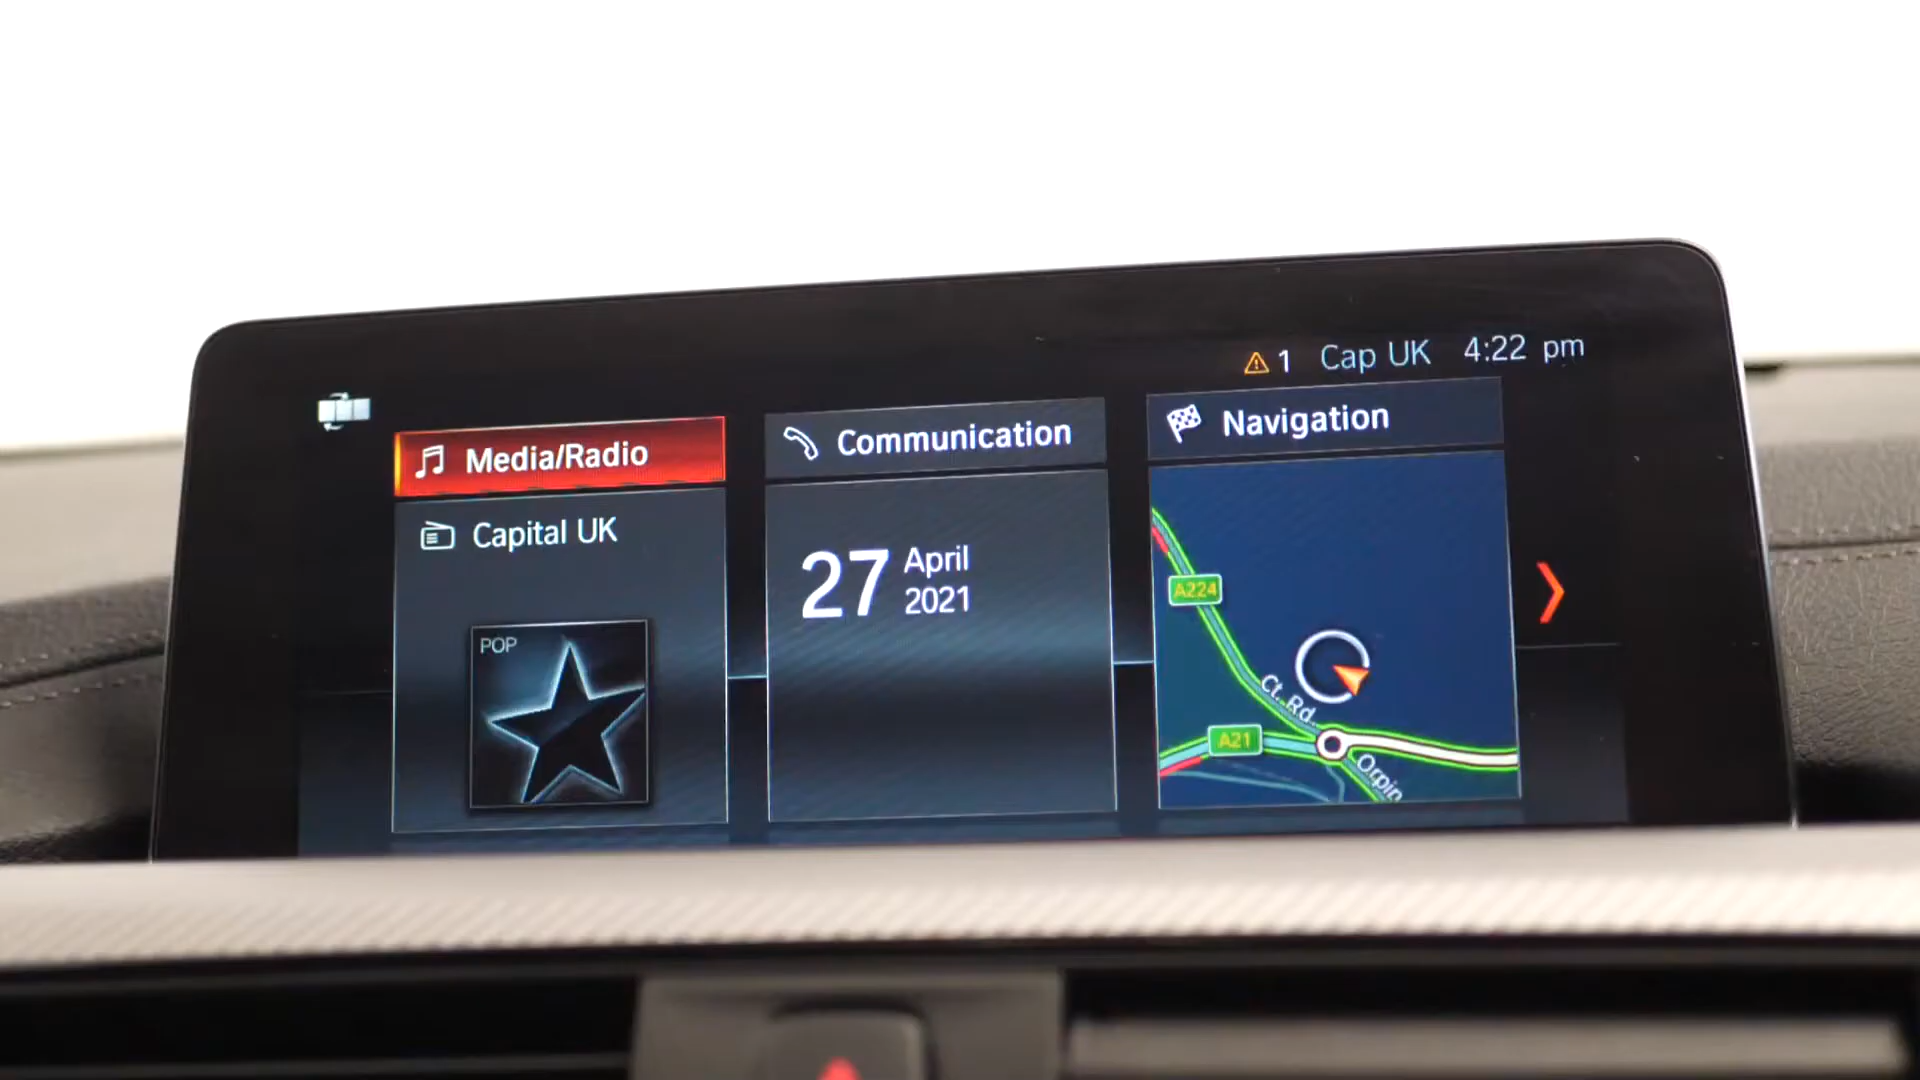 1 Cap UK 4:22 pm
Media/Radio
Capital UK
POP
Communication
27 April
2021
Navigation
A224
Ct. Rd.
A21